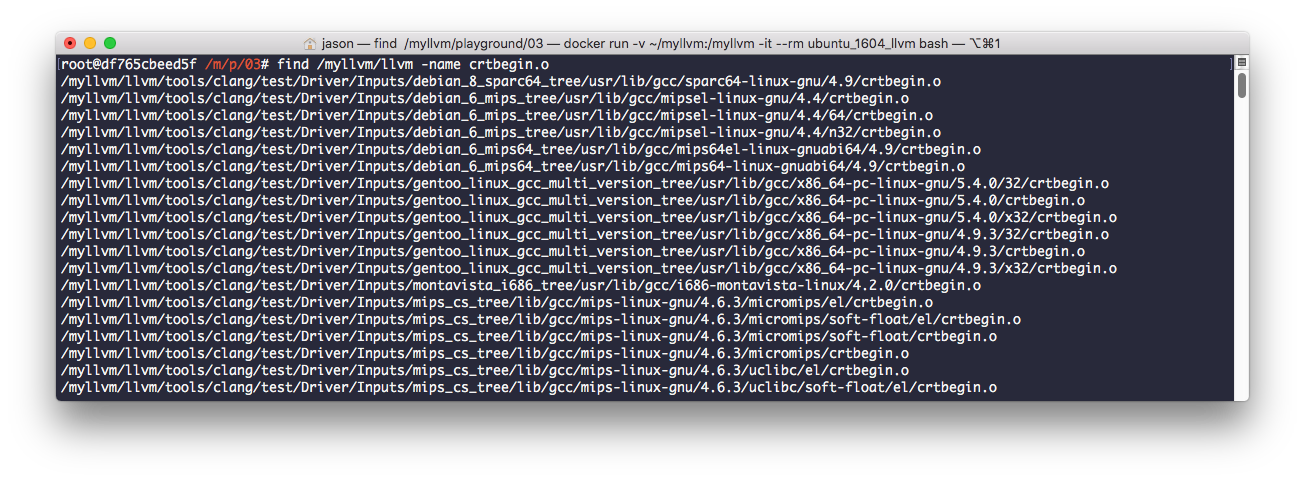 jason — find /myllvm/playground/03 — docker run -v ~/myllvm:/myllvm -it --rm ubuntu_1604_llvm bash — ⌥⌘1
[root@df765cbeed5f /m/p/03# find /myllvm/llvm -name crtbegin.o ]
/myllvm/llvm/tools/clang/test/Driver/Inputs/debian_8_sparc64_tree/usr/lib/gcc/sparc64-linux-gnu/4.9/crtbegin.o
/myllvm/llvm/tools/clang/test/Driver/Inputs/debian_6_mips_tree/usr/lib/gcc/mipsel-linux-gnu/4.4/crtbegin.o
/myllvm/llvm/tools/clang/test/Driver/Inputs/debian_6_mips_tree/usr/lib/gcc/mipsel-linux-gnu/4.4/64/crtbegin.o
/myllvm/llvm/tools/clang/test/Driver/Inputs/debian_6_mips_tree/usr/lib/gcc/mipsel-linux-gnu/4.4/n32/crtbegin.o
/myllvm/llvm/tools/clang/test/Driver/Inputs/debian_6_mips64_tree/usr/lib/gcc/mips64el-linux-gnuabi64/4.9/crtbegin.o
/myllvm/llvm/tools/clang/test/Driver/Inputs/debian_6_mips64_tree/usr/lib/gcc/mips64-linux-gnuabi64/4.9/crtbegin.o
/myllvm/llvm/tools/clang/test/Driver/Inputs/gentoo_linux_gcc_multi_version_tree/usr/lib/gcc/x86_64-pc-linux-gnu/5.4.0/32/crtbegin.o
/myllvm/llvm/tools/clang/test/Driver/Inputs/gentoo_linux_gcc_multi_version_tree/usr/lib/gcc/x86_64-pc-linux-gnu/5.4.0/crtbegin.o
/myllvm/llvm/tools/clang/test/Driver/Inputs/gentoo_linux_gcc_multi_version_tree/usr/lib/gcc/x86_64-pc-linux-gnu/5.4.0/x32/crtbegin.o
/myllvm/llvm/tools/clang/test/Driver/Inputs/gentoo_linux_gcc_multi_version_tree/usr/lib/gcc/x86_64-pc-linux-gnu/4.9.3/32/crtbegin.o
/myllvm/llvm/tools/clang/test/Driver/Inputs/gentoo_linux_gcc_multi_version_tree/usr/lib/gcc/x86_64-pc-linux-gnu/4.9.3/crtbegin.o
/myllvm/llvm/tools/clang/test/Driver/Inputs/gentoo_linux_gcc_multi_version_tree/usr/lib/gcc/x86_64-pc-linux-gnu/4.9.3/x32/crtbegin.o
/myllvm/llvm/tools/clang/test/Driver/Inputs/montavista_i686_tree/usr/lib/gcc/i686-montavista-linux/4.2.0/crtbegin.o
/myllvm/llvm/tools/clang/test/Driver/Inputs/mips_cs_tree/lib/gcc/mips-linux-gnu/4.6.3/micromips/el/crtbegin.o
/myllvm/llvm/tools/clang/test/Driver/Inputs/mips_cs_tree/lib/gcc/mips-linux-gnu/4.6.3/micromips/soft-float/el/crtbegin.o
/myllvm/llvm/tools/clang/test/Driver/Inputs/mips_cs_tree/lib/gcc/mips-linux-gnu/4.6.3/micromips/soft-float/crtbegin.o
/myllvm/llvm/tools/clang/test/Driver/Inputs/mips_cs_tree/lib/gcc/mips-linux-gnu/4.6.3/micromips/crtbegin.o
/myllvm/llvm/tools/clang/test/Driver/Inputs/mips_cs_tree/lib/gcc/mips-linux-gnu/4.6.3/uclibc/el/crtbegin.o
/myllvm/llvm/tools/clang/test/Driver/Inputs/mips_cs_tree/lib/gcc/mips-linux-gnu/4.6.3/uclibc/soft-float/el/crtbegin.o